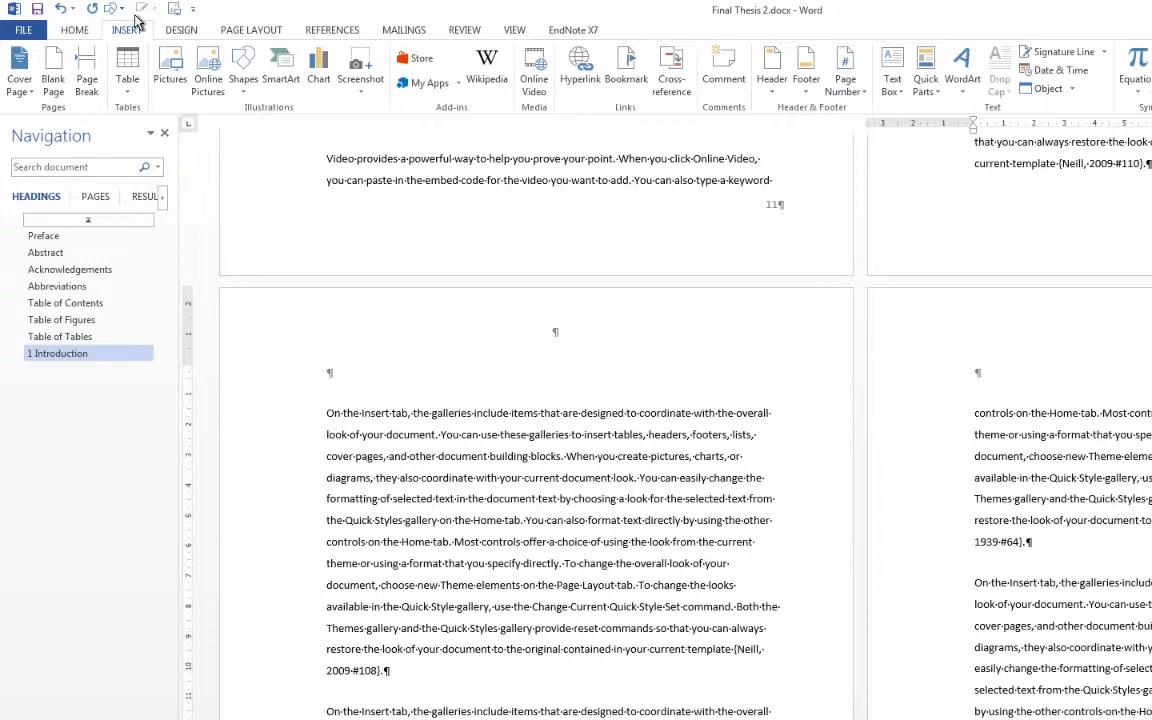 Final Thesis 2.docx - Word
FILE HOME INSERT DESIGN PAGE LAYOUT REFERENCES MAILINGS REVIEW VIEW EndNote X7
Cover Page Blank Page Page Break Table Pictures Online Pictures Shapes SmartArt Chart Screenshot Store My Apps Wikipedia Online Video Hyperlink Bookmark Cross-reference Comment Header Footer Page Number Text Box Quick Parts WordArt Drop Cap Signature Line Date & Time Object Equatio
Pages Tables Illustrations Add-ins Media Links Comments Header & Footer Text Syn
Navigation
Search document
HEADINGS PAGES RESUL
Preface
Abstract
Acknowledgements
Abbreviations
Table of Contents
Table of Figures
Table of Tables
1 Introduction
3 2 1 1 2 3 4 5
Video·provides·a·powerful·way·to·help·you·prove·your·point.·When·you·click·Online·Video,·
you·can·paste·in·the·embed·code·for·the·video·you·want·to·add.·You·can·also·type·a·keyword·
11¶
¶
¶
On·the·Insert·tab,·the·galleries·include·items·that·are·designed·to·coordinate·with·the·overall·
look·of·your·document.·You·can·use·these·galleries·to·insert·tables,·headers,·footers,·lists,·
cover·pages,·and·other·document·building·blocks.·When·you·create·pictures,·charts,·or·
diagrams,·they·also·coordinate·with·your·current·document·look.·You·can·easily·change·the·
formatting·of·selected·text·in·the·document·text·by·choosing·a·look·for·the·selected·text·from·
the·Quick·Styles·gallery·on·the·Home·tab.·You·can·also·format·text·directly·by·using·the·other·
controls·on·the·Home·tab.·Most·controls·offer·a·choice·of·using·the·look·from·the·current·
theme·or·using·a·format·that·you·specify·directly.·To·change·the·overall·look·of·your·
document,·choose·new·Theme·elements·on·the·Page·Layout·tab.·To·change·the·looks·
available·in·the·Quick·Style·gallery,·use·the·Change·Current·Quick·Style·Set·command.·Both·the·
Themes·gallery·and·the·Quick·Styles·gallery·provide·reset·commands·so·that·you·can·always·
restore·the·look·of·your·document·to·the·original·contained·in·your·current·template·{Neill,·
2009·#108}.¶
On·the·Insert·tab,·the·galleries·include·items·that·are·designed·to·coordinate·with·the·overall·
that·you·can·always·restore·the·look·
current·template·{Neill,·2009·#110}.¶
¶
controls·on·the·Home·tab.·Most·cont
theme·or·using·a·format·that·you·spe
document,·choose·new·Theme·eleme
available·in·the·Quick·Style·gallery,·us
Themes·gallery·and·the·Quick·Styles·g
restore·the·look·of·your·document·to
1939·#64}.¶
On·the·Insert·tab,·the·galleries·includ
look·of·your·document.·You·can·use·t
cover·pages,·and·other·document·bui
diagrams,·they·also·coordinate·with·y
easily·change·the·formatting·of·select
selected·text·from·the·Quick·Styles·ga
by·using·the·other·controls·on·the·Ho